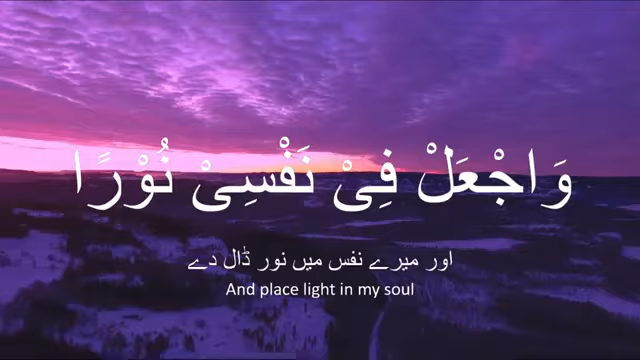 وَاجْعَلْ فِیْ نَفْسِیْ نُوْرًا
اور میرے نفس میں نور ڈال دے
And place light in my soul